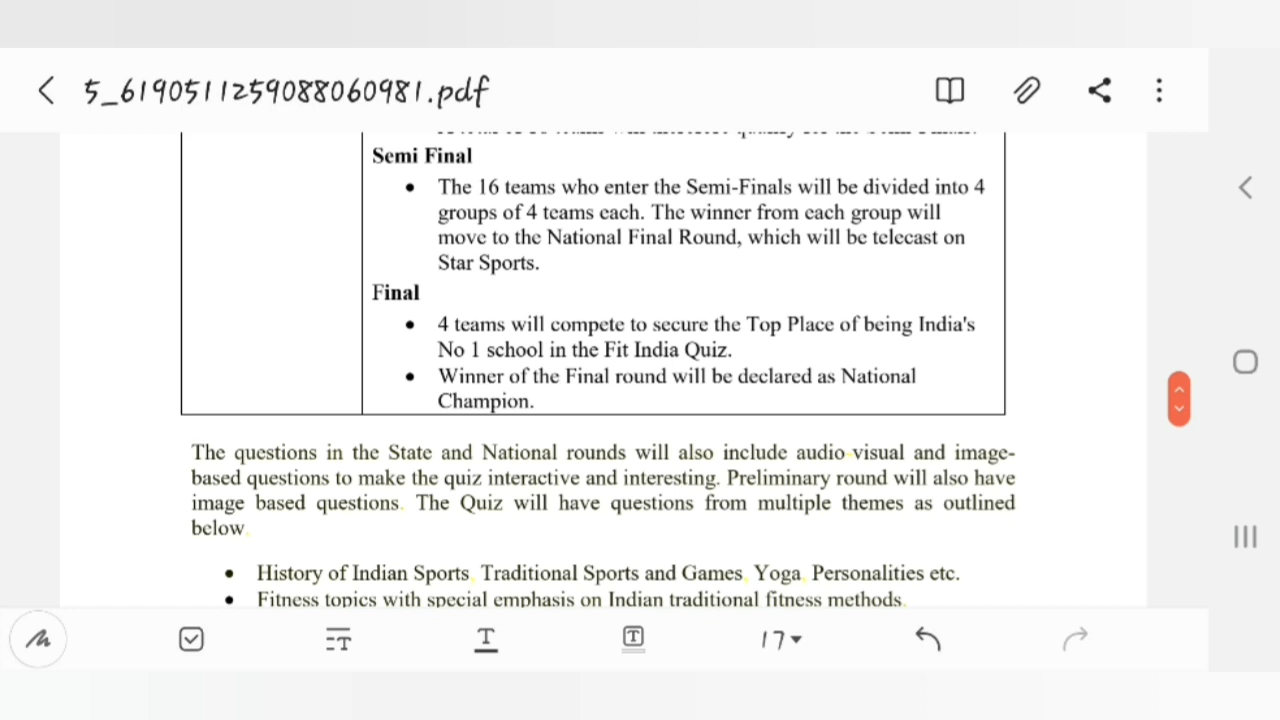 5_6190511259088060981.pdf
Semi Final
• The 16 teams who enter the Semi-Finals will be divided into 4
groups of 4 teams each. The winner from each group will
move to the National Final Round, which will be telecast on
Star Sports.
Final
• 4 teams will compete to secure the Top Place of being India's
No 1 school in the Fit India Quiz.
• Winner of the Final round will be declared as National
Champion.
The questions in the State and National rounds will also include audio-visual and image-
based questions to make the quiz interactive and interesting. Preliminary round will also have
image based questions. The Quiz will have questions from multiple themes as outlined
below.
• History of Indian Sports, Traditional Sports and Games, Yoga, Personalities etc.
• Fitness topics with special emphasis on Indian traditional fitness methods.
17